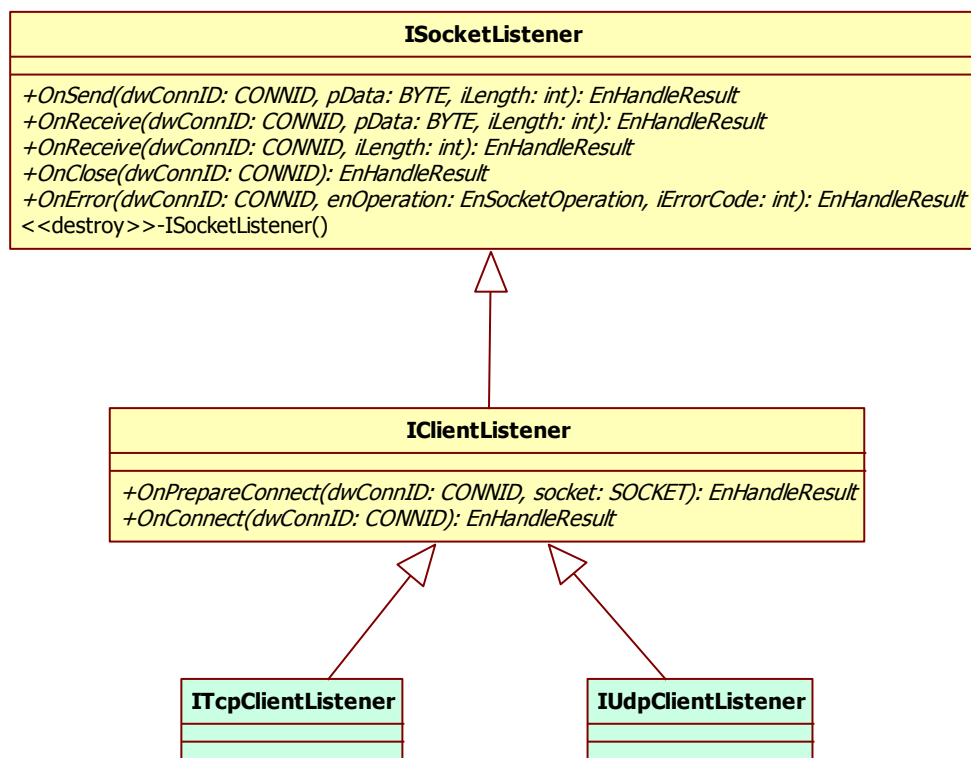 ISocketListener
+OnSend(dwConnID: CONNID, pData: BYTE, iLength: int): EnHandleResult
+OnReceive(dwConnID: CONNID, pData: BYTE, iLength: int): EnHandleResult
+OnReceive(dwConnID: CONNID, iLength: int): EnHandleResult
+OnClose(dwConnID: CONNID): EnHandleResult
+OnError(dwConnID: CONNID, enOperation: EnSocketOperation, iErrorCode: int): EnHandleResult
<<destroy>>-ISocketListener()
IClientListener
+OnPrepareConnect(dwConnID: CONNID, socket: SOCKET): EnHandleResult
+OnConnect(dwConnID: CONNID): EnHandleResult
ITcpClientListener
IUdpClientListener